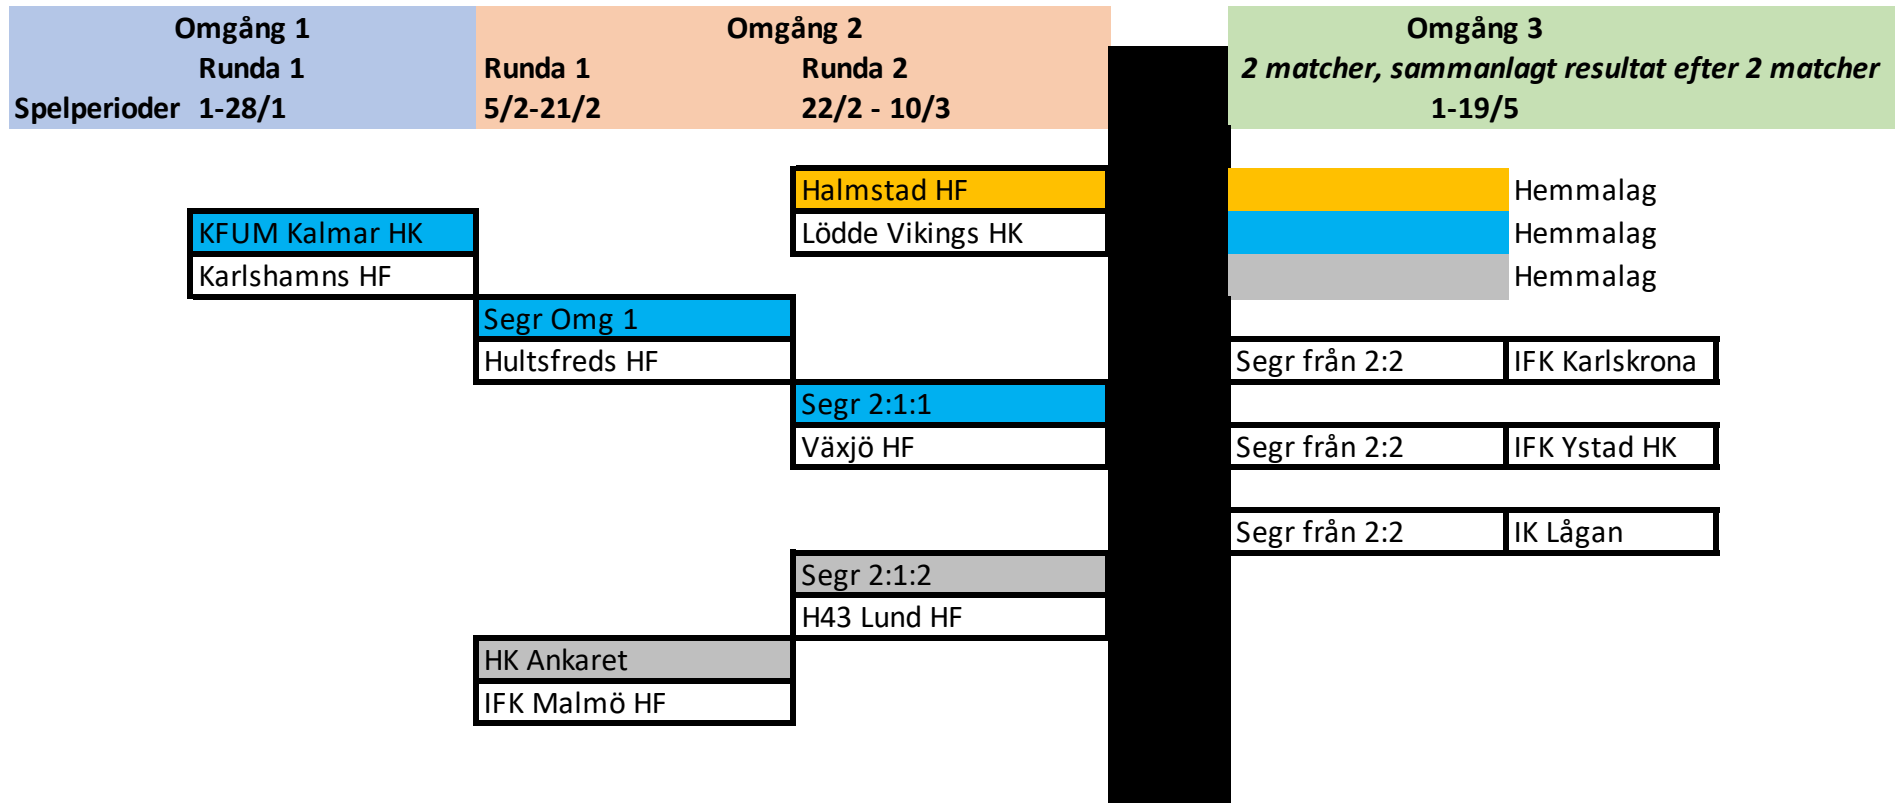 Omgång 1 Omgång 2 Omgång 3
Runda 1 Runda 1 Runda 2 2 matcher, sammanlagt resultat efter 2 matcher
Spelperioder 1-28/1 5/2-21/2 22/2 - 10/3 1-19/5
Halmstad HF Hemmalag
KFUM Kalmar HK Lödde Vikings HK Hemmalag
Karlshamns HF Hemmalag
Segr Omg 1
Hultsfreds HF Segr från 2:2 IFK Karlskrona
Segr 2:1:1
Växjö HF Segr från 2:2 IFK Ystad HK
Segr från 2:2 IK Lågan
Segr 2:1:2
H43 Lund HF
HK Ankaret
IFK Malmö HF